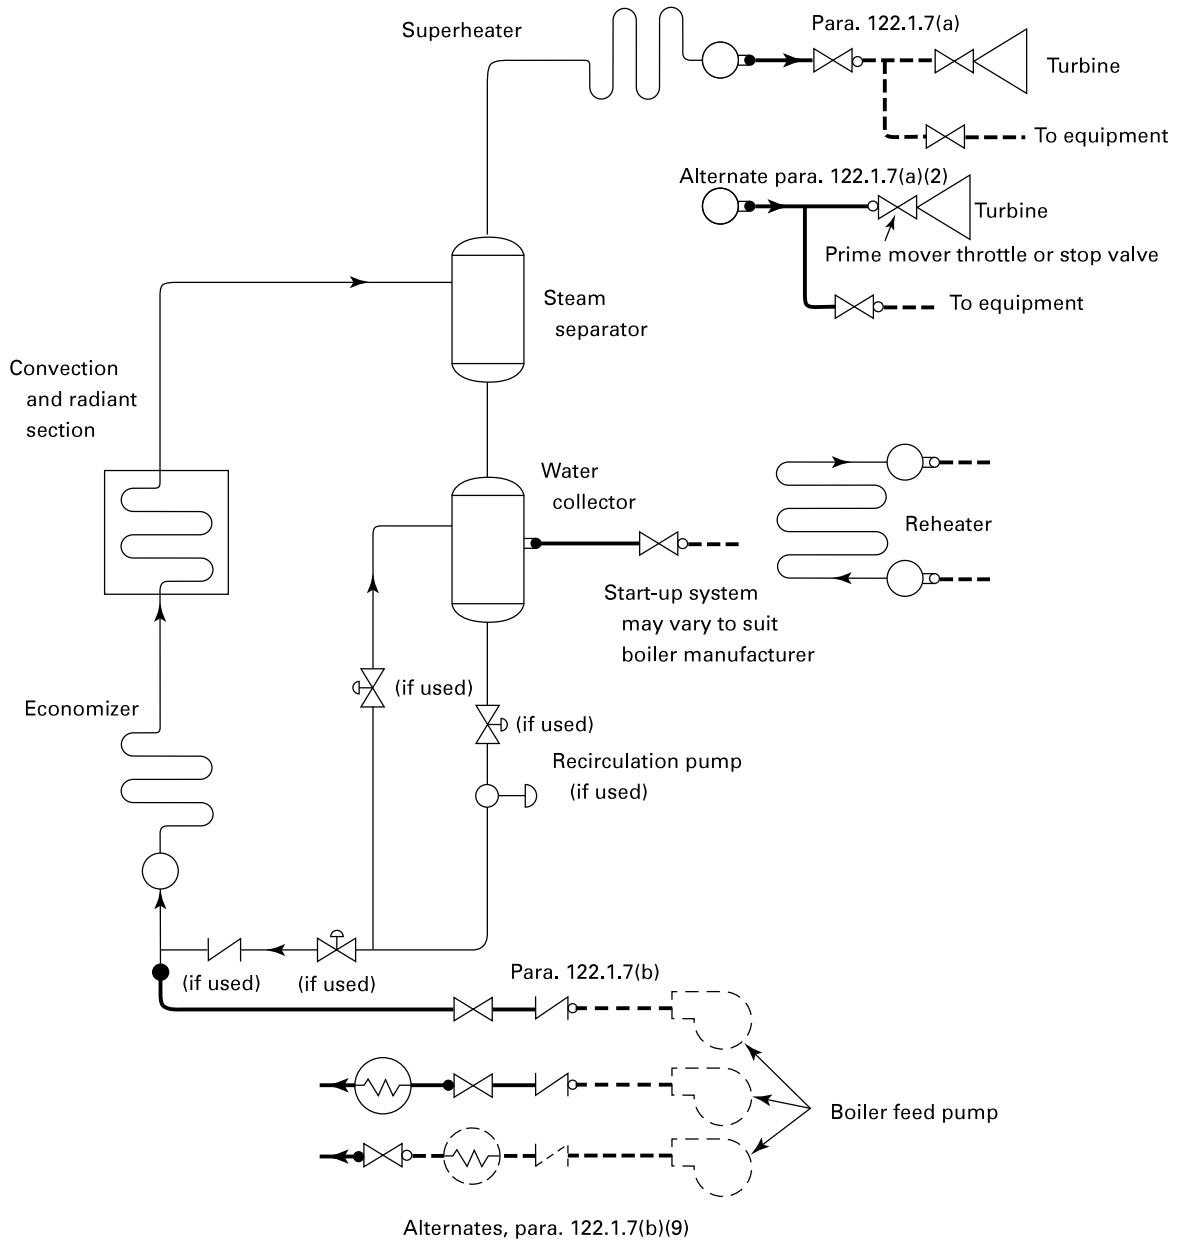 Superheater
Para. 122.1.7(a)
Turbine
To equipment
Alternate para. 122.1.7(a)(2)
Turbine
Prime mover throttle or stop valve
To equipment
Steam
separator
Convection
and radiant
section
Water
collector
Reheater
Start-up system
may vary to suit
boiler manufacturer
(if used)
Economizer
(if used)
Recirculation pump
(if used)
(if used)
(if used)
Para. 122.1.7(b)
Boiler feed pump
Alternates, para. 122.1.7(b)(9)